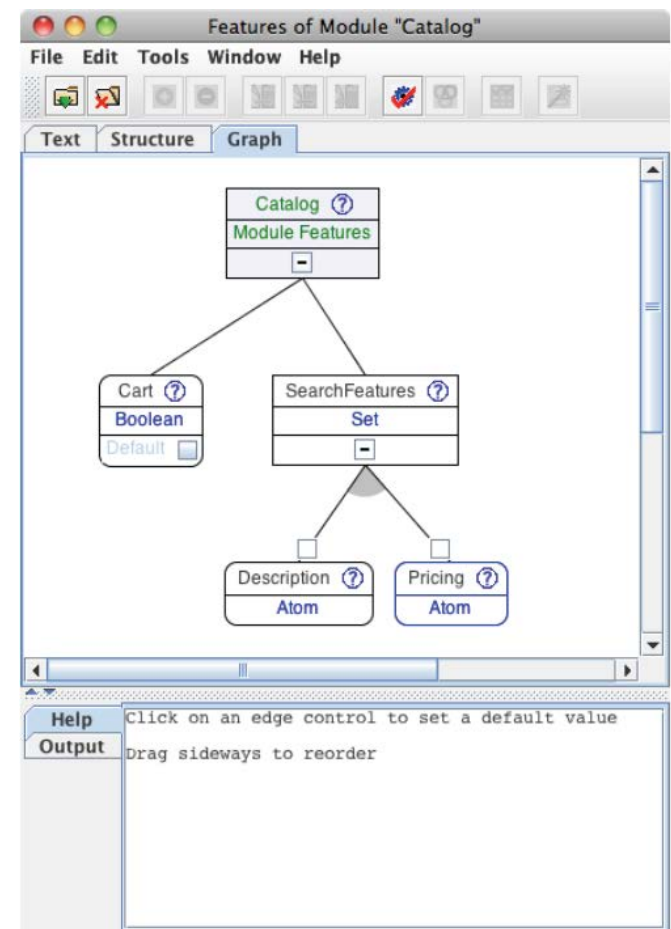 Features of Module "Catalog"
File Edit Tools Window Help
Text Structure Graph
Catalog ?
Module Features
Cart ?
Boolean
Default
SearchFeatures ?
Set
Description ?
Atom
Pricing ?
Atom
Help
Output
Click on an edge control to set a default value
Drag sideways to reorder